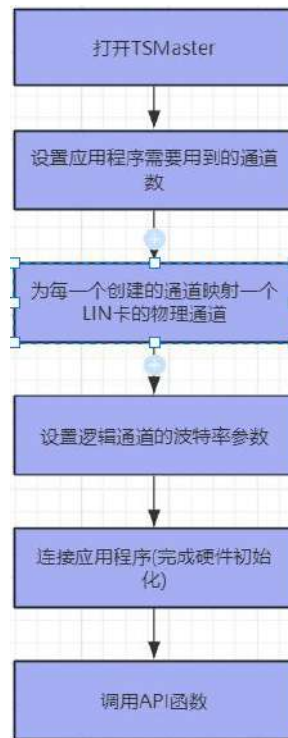 打开TSMaster
设置应用程序需要用到的通道
数
为每一个创建的通道映射一个
LIN卡的物理通道
设置逻辑通道的波特率参数
连接应用程序(完成硬件初始
化)
调用API函数